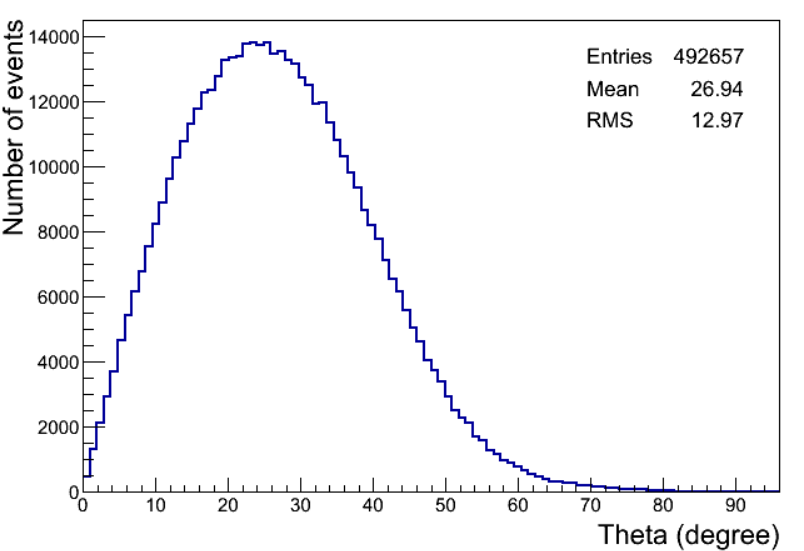 Number of events
14000
12000
10000
8000
6000
4000
2000
0
Entries 492657
Mean 26.94
RMS 12.97
0 10 20 30 40 50 60 70 80 90
Theta (degree)